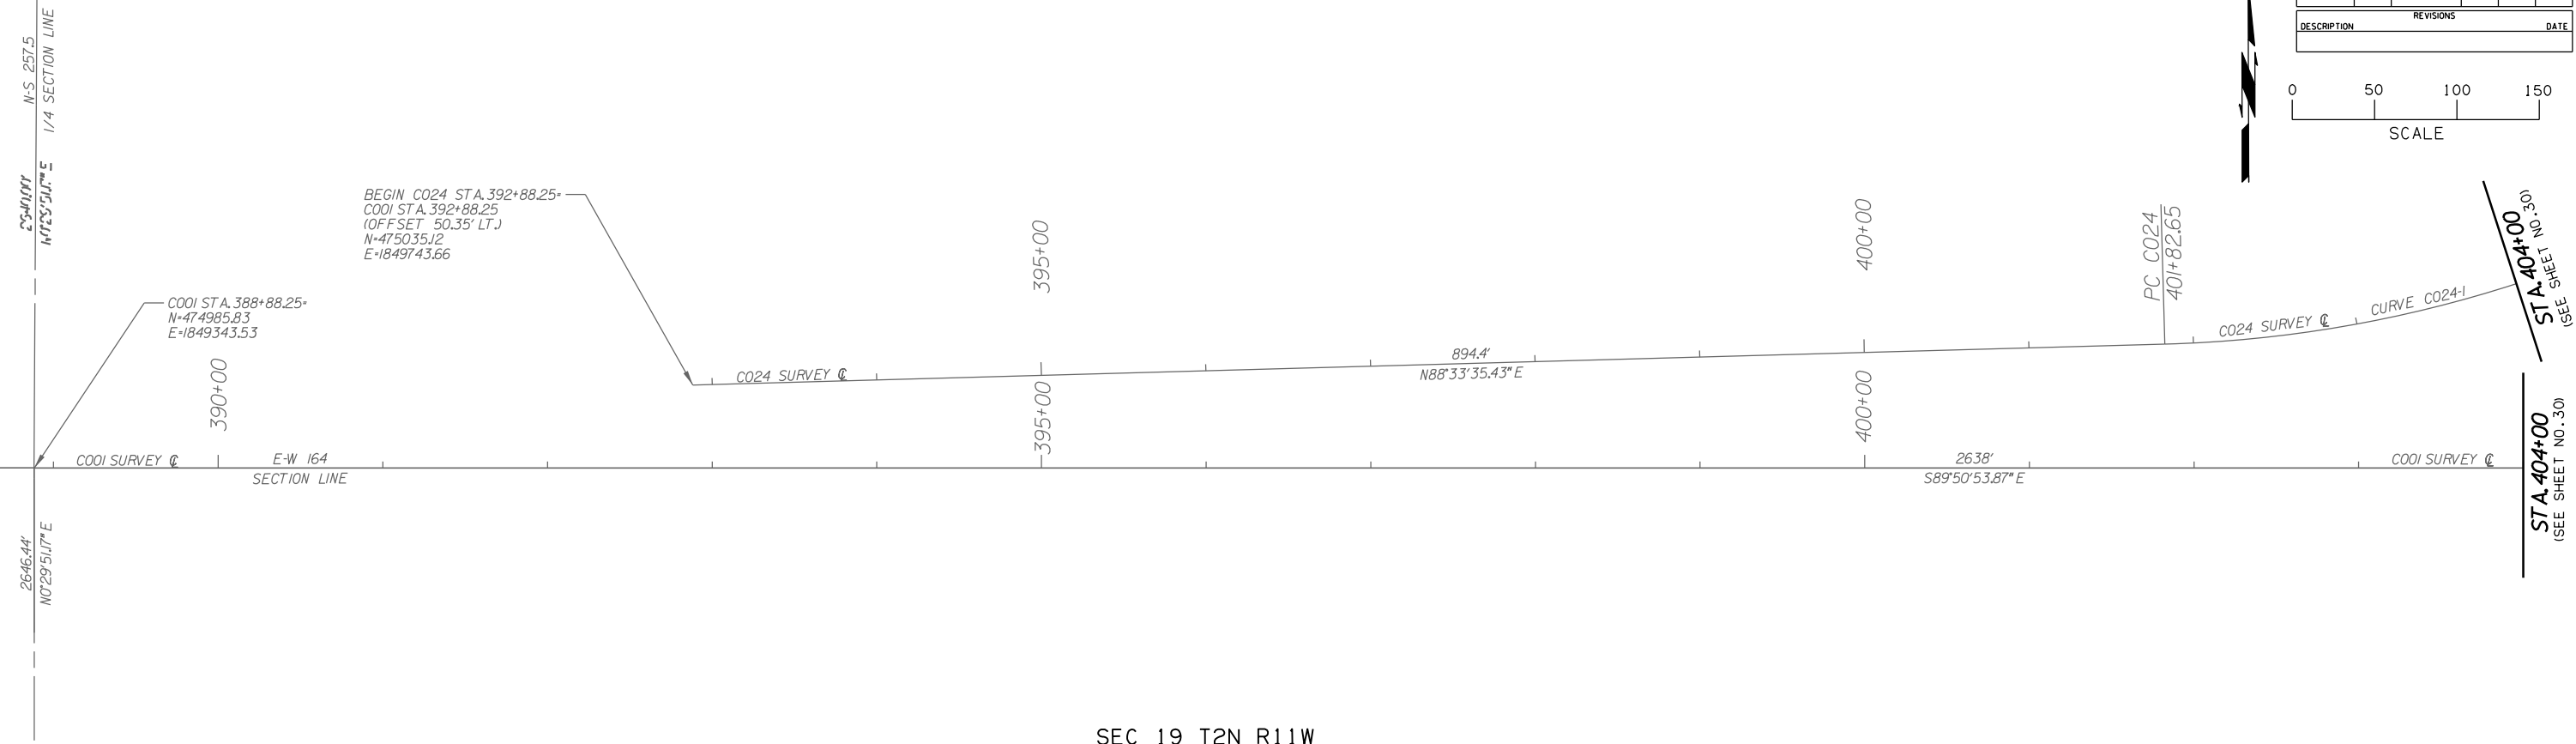 REVISIONS
DESCRIPTION DATE
0 50 100 150
SCALE
N-S 257.5
1/4 SECTION LINE
BEGIN C024 STA.392+88.25=
C001 STA.392+88.25
(OFFSET 50.35' LT.)
N=475035.12
E=1849743.66
C001 STA.388+88.25=
N=474985.83
E=1849343.53
390+00
395+00
400+00
PC C024
401+82.65
STA.404+00
(SEE SHEET NO.30)
C024 SURVEY ℄
894.4'
N88°33'35.43"E
C024 SURVEY ℄
CURVE C024-1
395+00
400+00
C001 SURVEY ℄
E-W 164
SECTION LINE
2638'
S89°50'53.87"E
C001 SURVEY ℄
STA.404+00
(SEE SHEET NO.30)
2646.44'
N0°29'51.17"E
SEC 19 T2N R11W